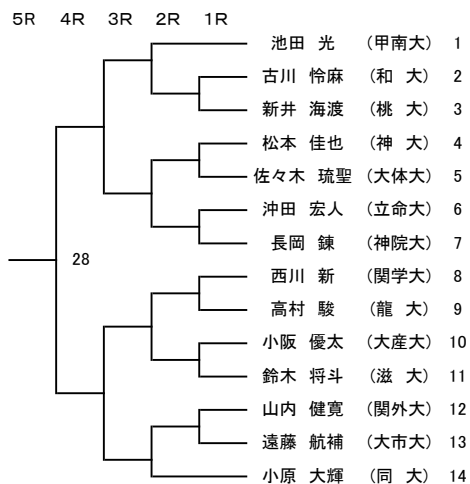 5R 4R 3R 2R 1R
池田 光 (甲南大) 1
古川 怜麻 (和 大) 2
新井 海渡 (桃 大) 3
松本 佳也 (神 大) 4
佐々木 琉聖 (大体大) 5
沖田 宏人 (立命大) 6
長岡 錬 (神院大) 7
28
西川 新 (関学大) 8
高村 駿 (龍 大) 9
小阪 優太 (大産大) 10
鈴木 将斗 (滋 大) 11
山内 健寛 (関外大) 12
遠藤 航補 (大市大) 13
小原 大輝 (同 大) 14